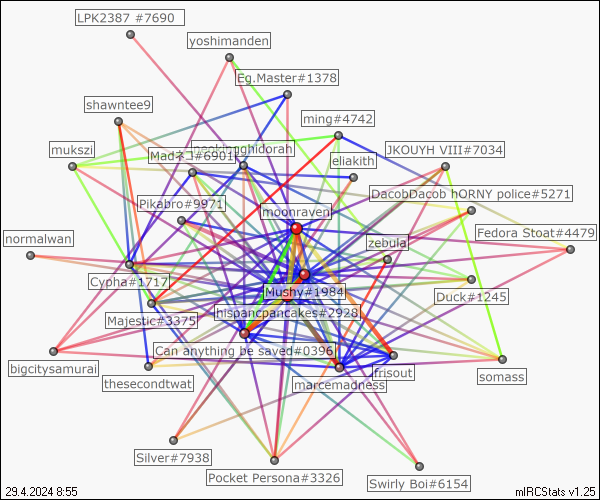 LPK2387 #7690
yoshimanden
Eg.Master#1378
shawntee9
ming#4742
mukszi
Madネコ#6901
eliakith
JKOUYH VIII#7034
DacobDacob hORNY police#5271
Pikabro#9971
moonraven
Fedora Stoat#4479
normalwan
zebula
Cypha#1717
Mushy#1984
Duck#1245
Majestic#3375
hispancpancakes#2928
Can anything be saved#0396
bigcitysamurai
thesecondtwat
marcemadness
frisout
somass
Silver#7938
Pocket Persona#3326
Swirly Boi#6154
29.4.2024 8:55
mIRCStats v1.25